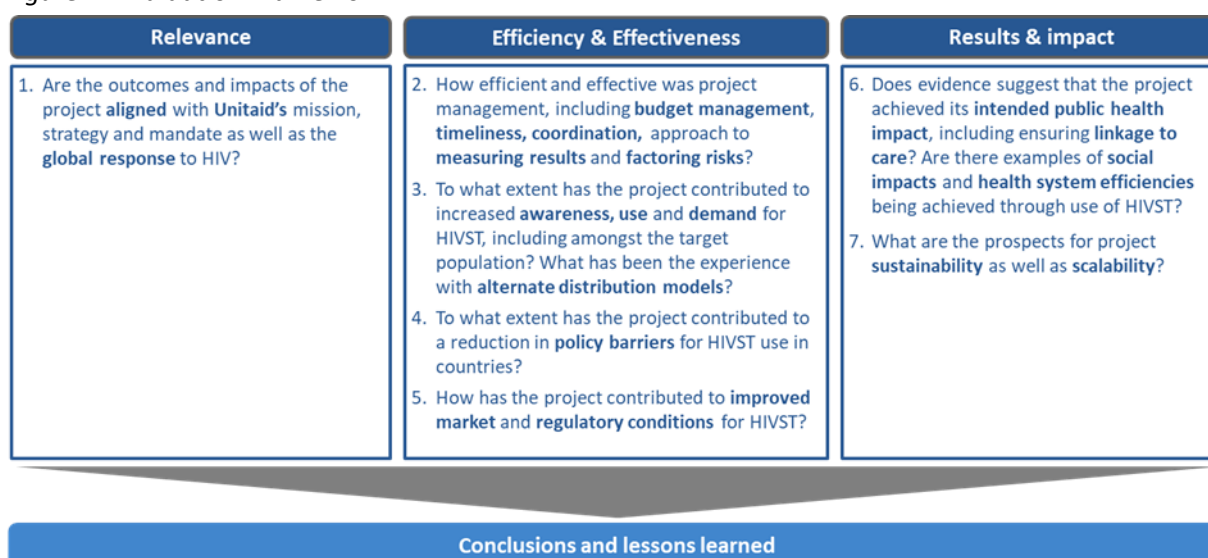 Relevance
1. Are the outcomes and impacts of the
project aligned with Unitaid's mission,
strategy and mandate as well as the
global response to HIV?
Efficiency & Effectiveness
2. How efficient and effective was project
management, including budget management,
timeliness, coordination, approach to
measuring results and factoring risks?
3. To what extent has the project contributed to
increased awareness, use and demand for
HIVST, including amongst the target
population? What has been the experience
with alternate distribution models?
4. To what extent has the project contributed to
a reduction in policy barriers for HIVST use in
countries?
5. How has the project contributed to improved
market and regulatory conditions for HIVST?
Results & impact
6. Does evidence suggest that the project
achieved its intended public health
impact, including ensuring linkage to
care? Are there examples of social
impacts and health system efficiencies
being achieved through use of HIVST?
7. What are the prospects for project
sustainability as well as scalability?
Conclusions and lessons learned